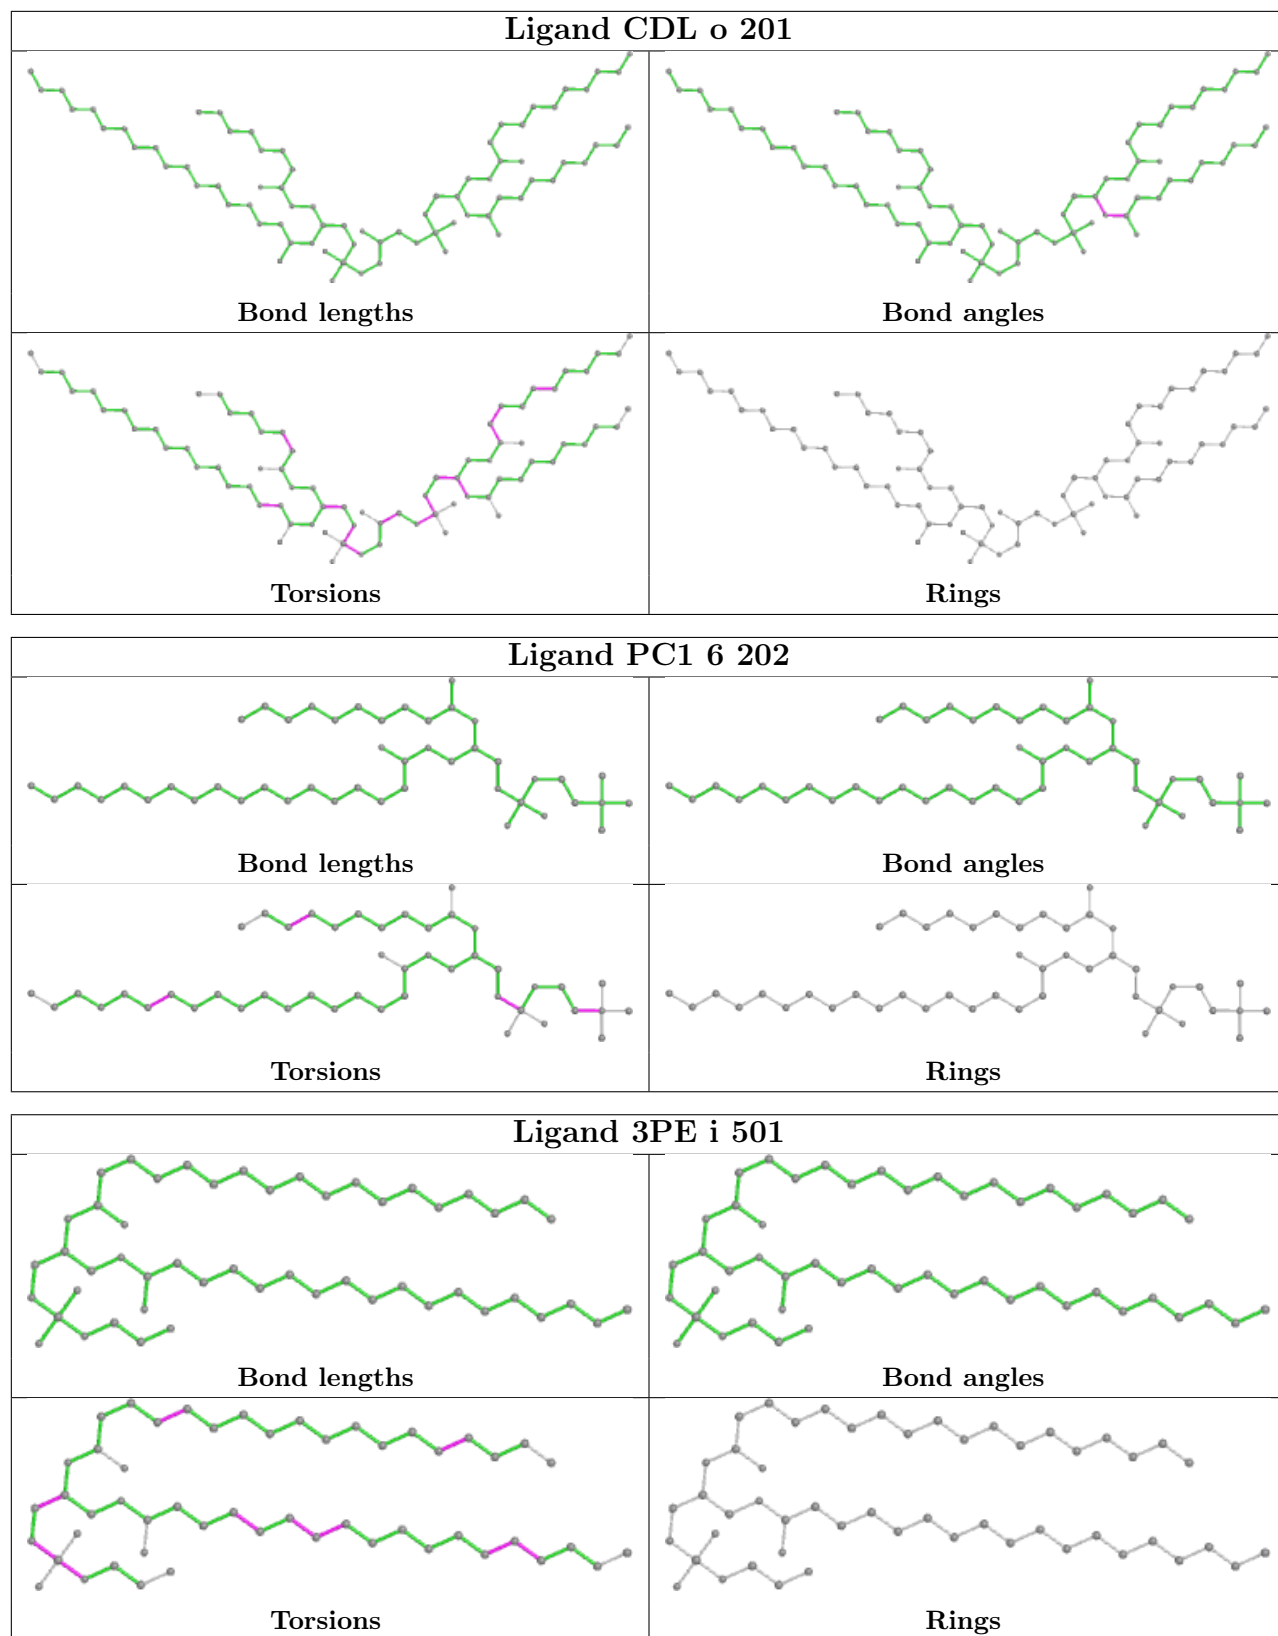 Ligand CDL o 201
Bond lengths
Bond angles
Torsions
Rings
Ligand PC1 6 202
Bond lengths
Bond angles
Torsions
Rings
Ligand 3PE i 501
Bond lengths
Bond angles
Torsions
Rings